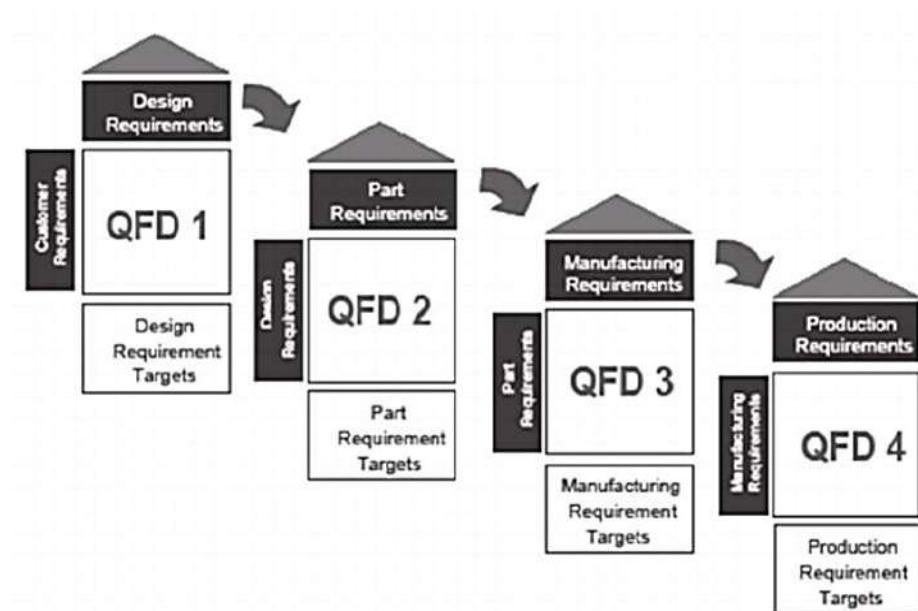 Design
Requirements
Customer
Requirements
QFD 1
Design
Requirement
Targets
Part
Requirements
Design
Requirements
QFD 2
Part
Requirement
Targets
Manufacturing
Requirements
Part
Requirements
QFD 3
Manufacturing
Requirement
Targets
Production
Requirements
Manufacturing
Requirements
QFD 4
Production
Requirement
Targets